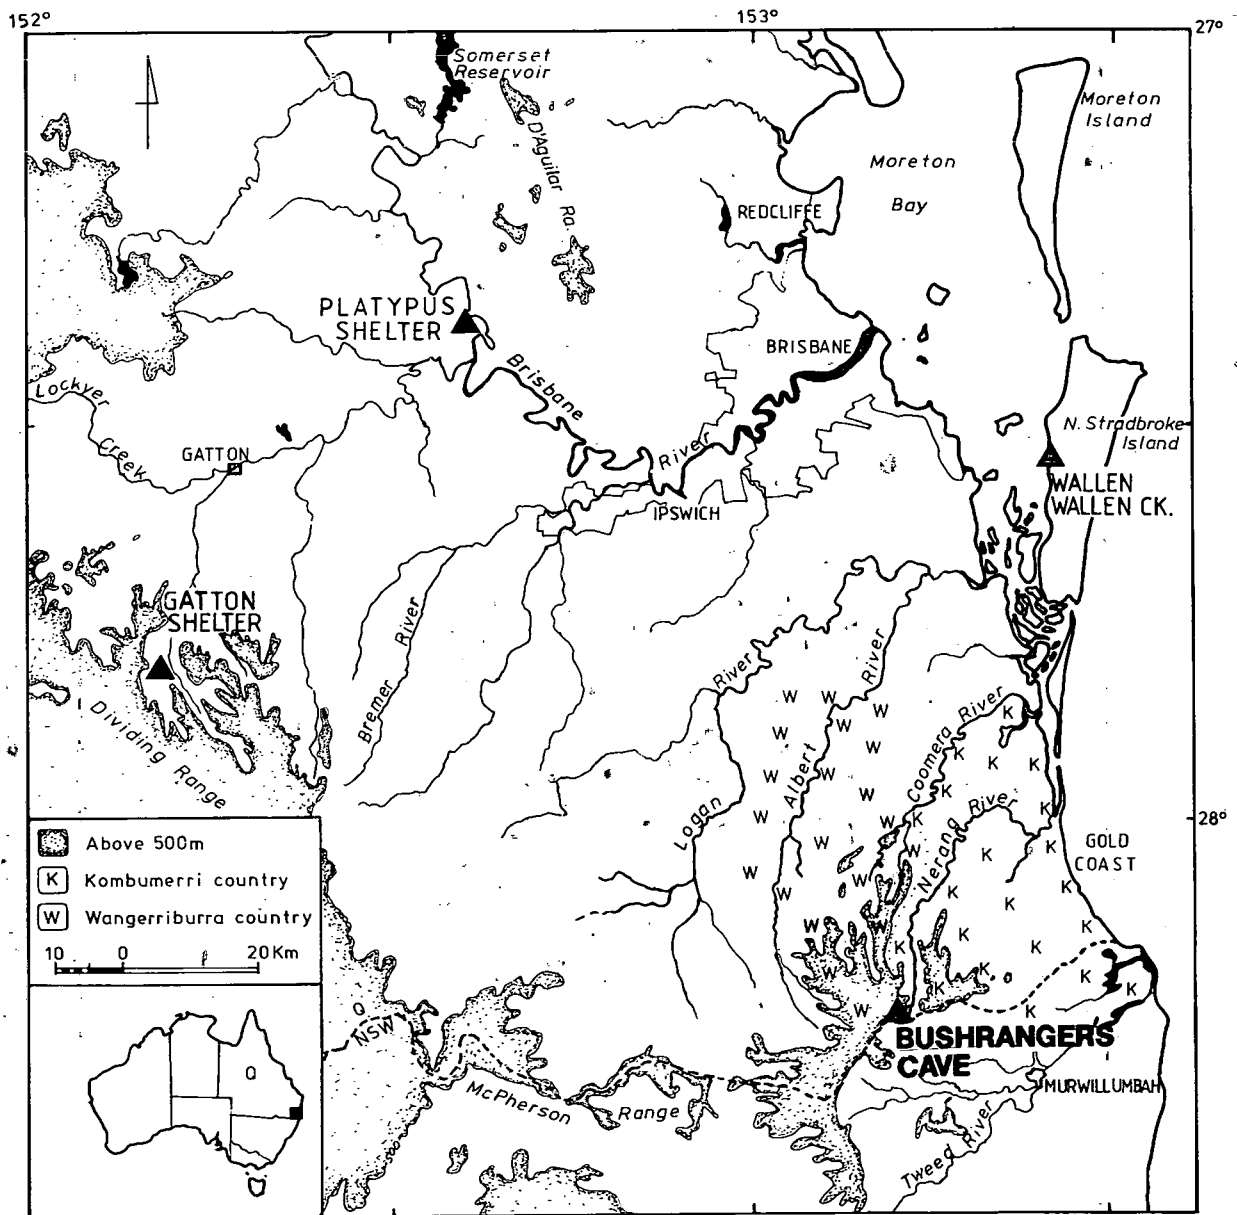 152°
153°
27°
Somerset
Reservoir
Moreton
Island
D'Aguilar Ra.
Moreton
Bay
REDCLIFFE
PLATYPUS
SHELTER
BRISBANE
Brisbane
River
Lockyer
Creek
N. Stradbroke
Island
GATTON
WALLEN
WALLEN CK.
IPSWICH
GATTON
SHELTER
Bremer River
Logan River
Albert River
Coomera River
Nerang River
Dividing Range
28°
GOLD
COAST
Above 500m
K Kombumerri country
W Wangerriburra country
10 0 20 Km
Q
NSW
BUSHRANGERS
CAVE
MURWILLUMBAH
McPherson Range
Tweed River
Q
W W W W W W W W W W W W W W W W W W W W W
K K K K K K K K K K K K K K K K K K K K K